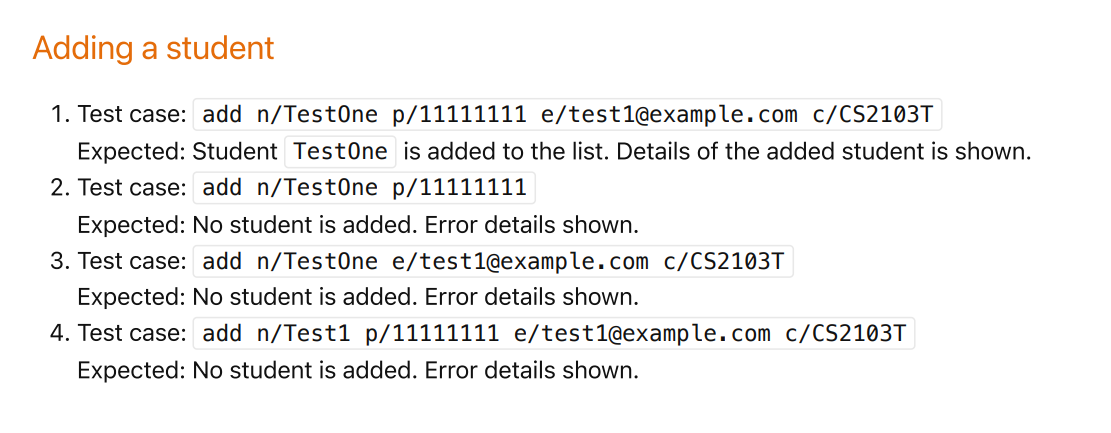 Adding a student
1. Test case: add n/TestOne p/11111111 e/test1@example.com c/CS2103T
Expected: Student TestOne is added to the list. Details of the added student is shown.
2. Test case: add n/TestOne p/11111111
Expected: No student is added. Error details shown.
3. Test case: add n/TestOne e/test1@example.com c/CS2103T
Expected: No student is added. Error details shown.
4. Test case: add n/Test1 p/11111111 e/test1@example.com c/CS2103T
Expected: No student is added. Error details shown.